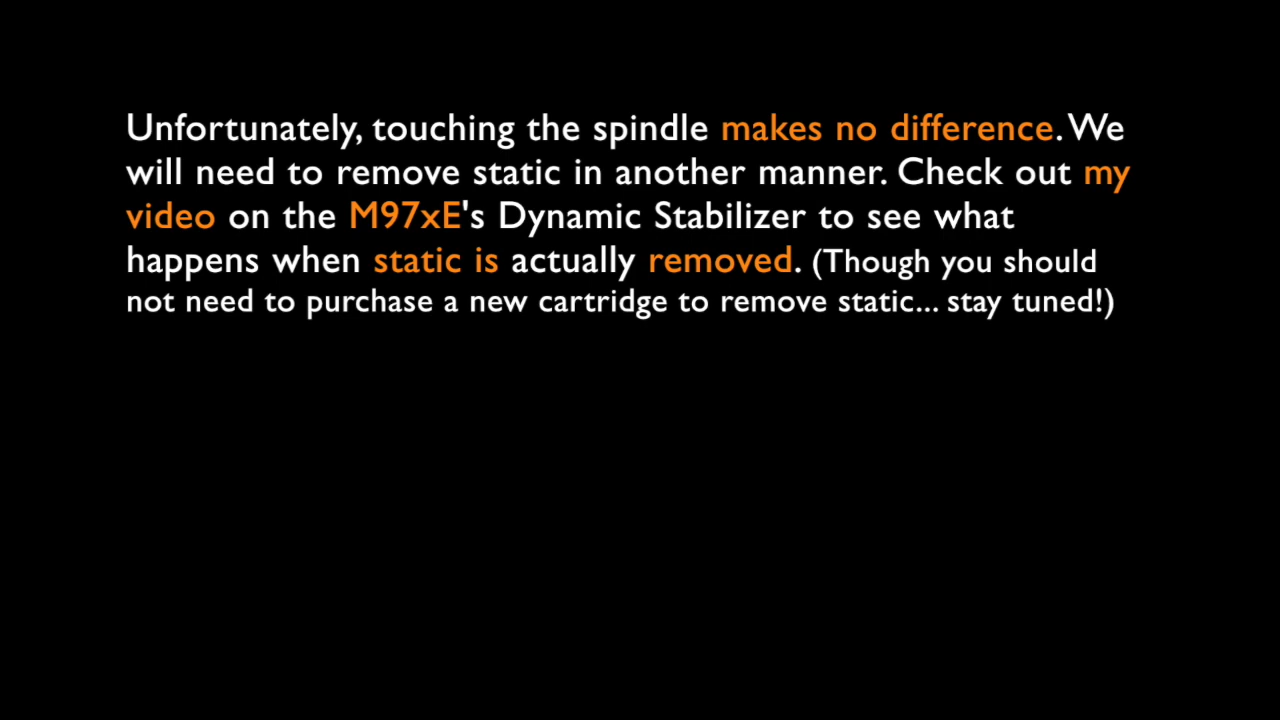 Unfortunately, touching the spindle makes no difference. We
will need to remove static in another manner. Check out my
video on the M97xE's Dynamic Stabilizer to see what
happens when static is actually removed. (Though you should
not need to purchase a new cartridge to remove static... stay tuned!)